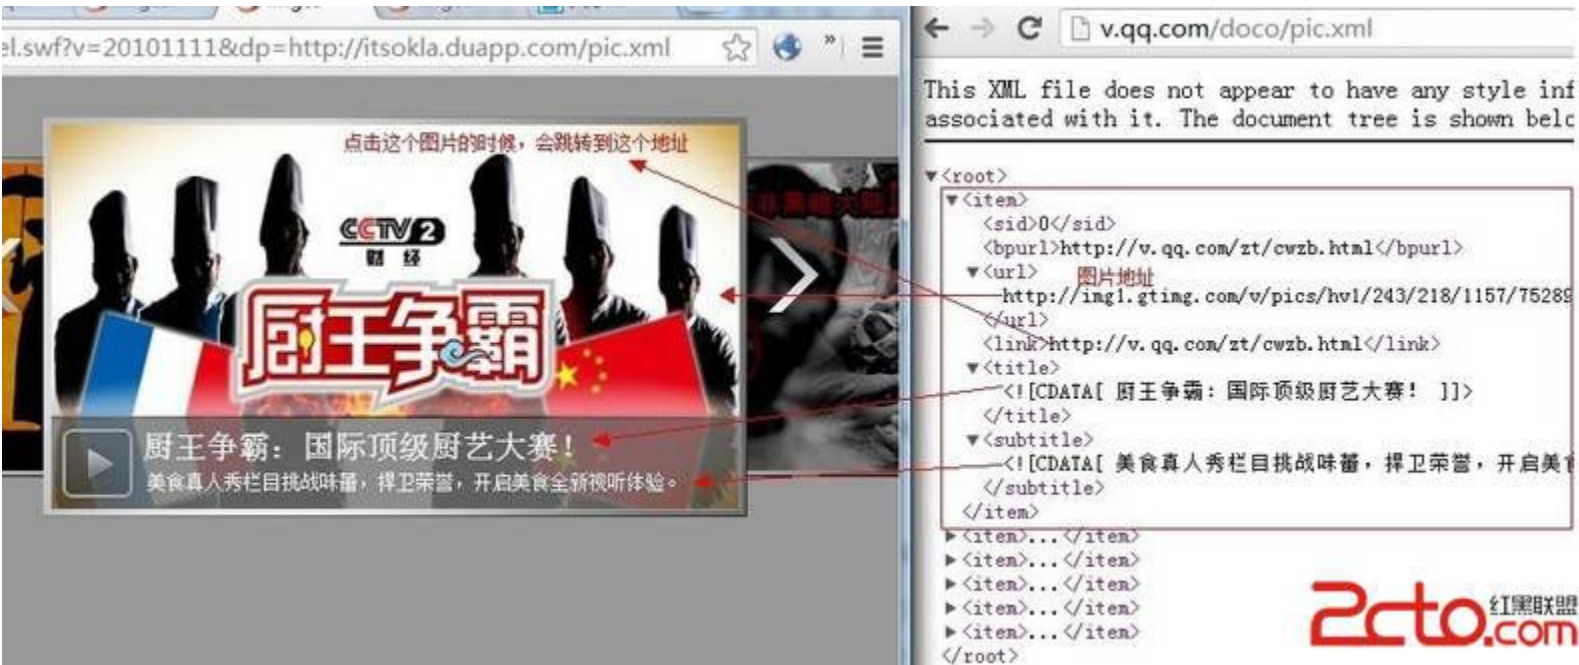 el.swf?v=20101111&dp=http://itsokla.duapp.com/pic.xml
点击这个图片的时候，会跳转到这个地址
CCTV 2
财 经
厨王争霸
厨王争霸：国际顶级厨艺大赛！
美食真人秀栏目挑战味蕾，捍卫荣誉，开启美食全新视听体验。
v.qq.com/doco/pic.xml
This XML file does not appear to have any style inf
associated with it. The document tree is shown belc
▼<root>
▼<item>
<sid>0</sid>
<bpurl>http://v.qq.com/zt/cwzb.html</bpurl>
▼<url>
图片地址
http://img1.gtimg.com/v/pics/hv1/243/218/1157/75289
</url>
<link>http://v.qq.com/zt/cwzb.html</link>
▼<title>
<![CDATA[ 厨王争霸：国际顶级厨艺大赛！ ]]>
</title>
▼<subtitle>
<![CDATA[ 美食真人秀栏目挑战味蕾，捍卫荣誉，开启美食
</subtitle>
</item>
▶<item>...</item>
▶<item>...</item>
▶<item>...</item>
▶<item>...</item>
▶<item>...</item>
</root>
2cto.com
红黑联盟